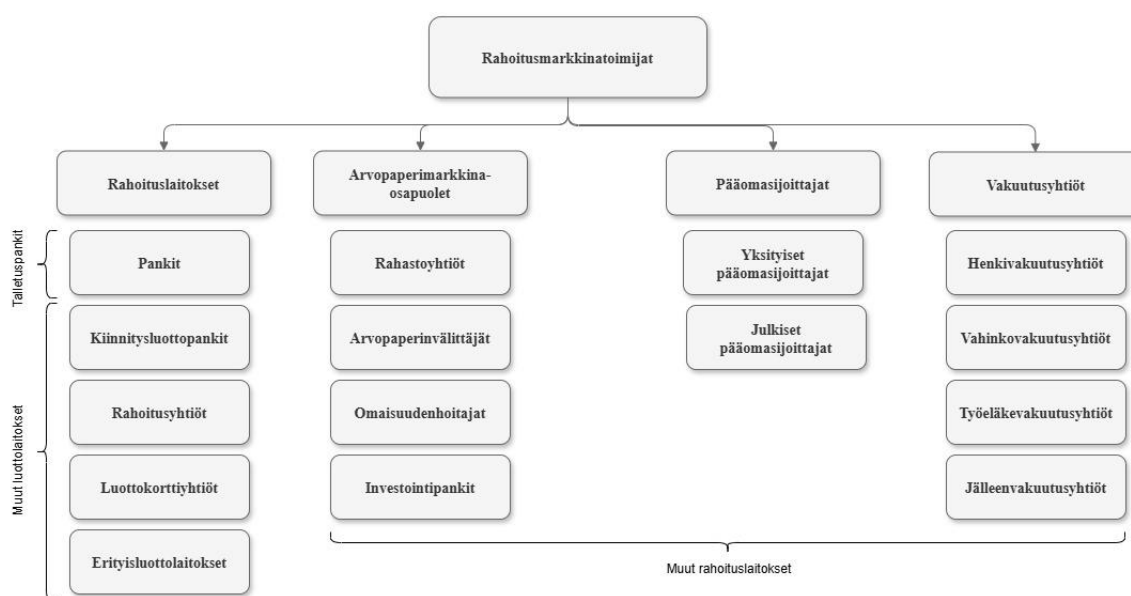 Rahoitusmarkkinatoimijat
Rahoituslaitokset
Arvopaperimarkkina-
osapuolet
Pääomasijoittajat
Vakuutusyhtiöt
Talletuspankit
Pankit
Rahastoyhtiöt
Yksityiset
pääomasijoittajat
Henkivakuutusyhtiöt
Muut luottolaitokset
Kiinnitysluottopankit
Arvopaperinvälittäjät
Julkiset
pääomasijoittajat
Vahinkovakuutusyhtiöt
Rahoitusyhtiöt
Omaisuudenhoitajat
Työeläkevakuutusyhtiöt
Luottokorttiyhtiöt
Investointipankit
Jälleenvakuutusyhtiöt
Erityisluottolaitokset
Muut rahoituslaitokset